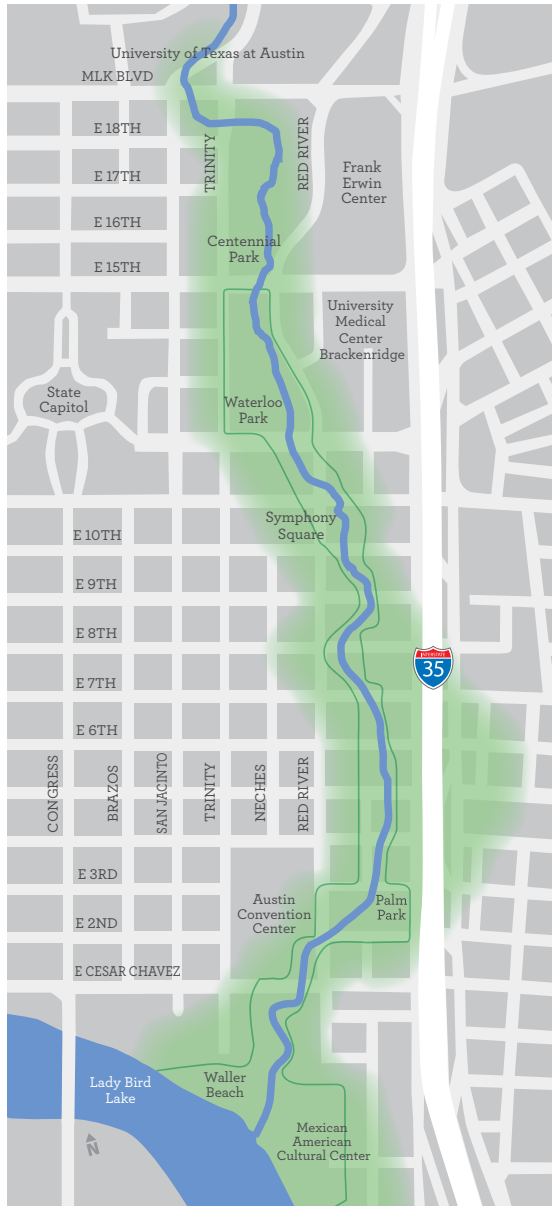 University of Texas at Austin
MLK BLVD
E 18TH
TRINITY
RED RIVER
E 17TH
Frank
Erwin
Center
E 16TH
Centennial
Park
E 15TH
University
Medical
Center
Brackenridge
State
Capitol
Waterloo
Park
Symphony
Square
E 10TH
E 9TH
E 8TH
INTERSTATE
35
E 7TH
E 6TH
CONGRESS
BRAZOS
SAN JACINTO
TRINITY
NECHES
RED RIVER
E 3RD
Austin
Convention
Center
Palm
Park
E 2ND
E CESAR CHAVEZ
Lady Bird
Lake
Waller
Beach
Mexican
American
Cultural Center
N